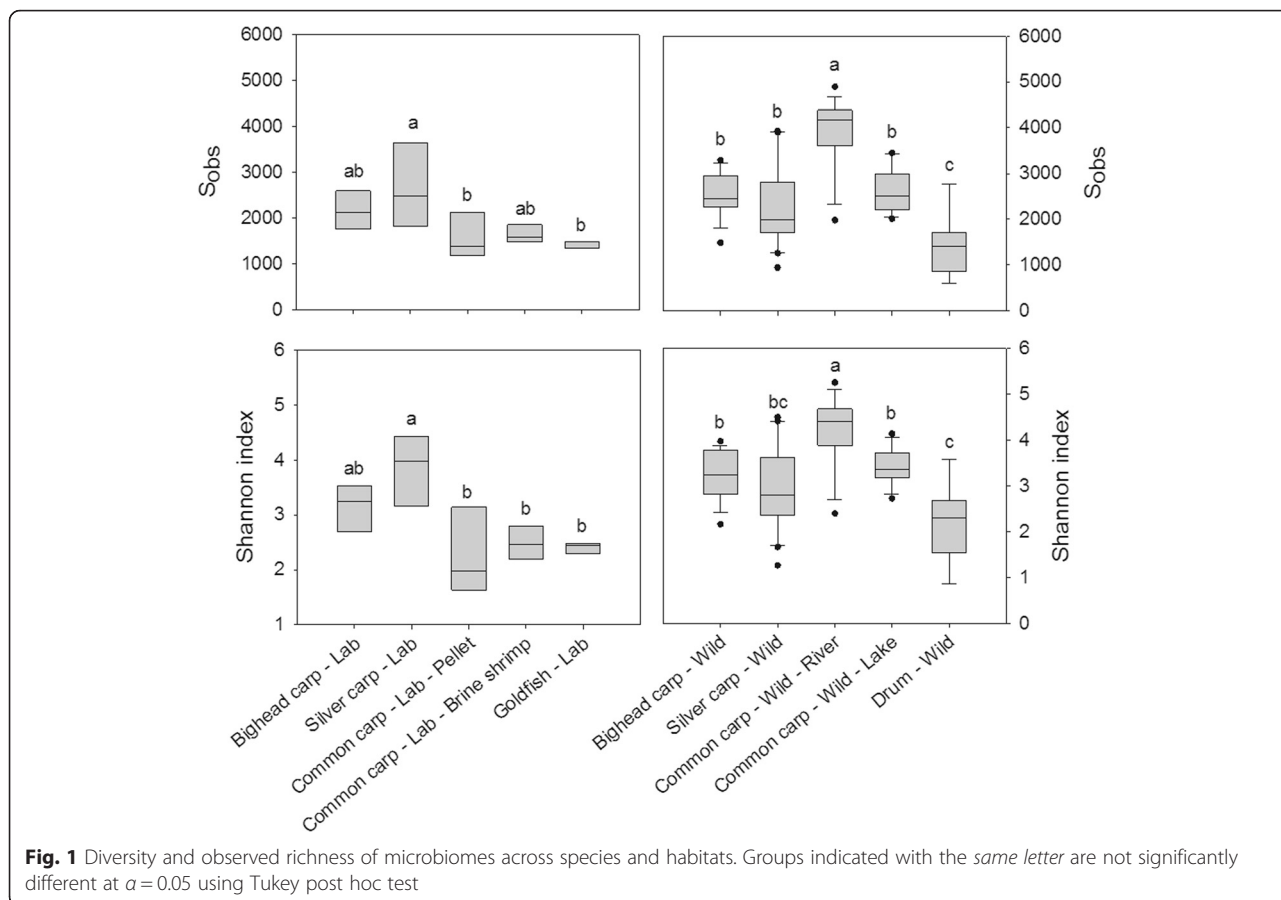 6000
5000
4000
3000
2000
1000
0
Sobs
ab
a
b
ab
b
6000
5000
4000
3000
2000
1000
0
Sobs
b
b
a
b
c
6
5
4
3
2
1
Shannon index
ab
a
b
b
b
6
5
4
3
2
1
0
Shannon index
b
bc
a
b
c
Bighead carp - Lab
Silver carp - Lab
Common carp - Lab - Pellet
Common carp - Lab - Brine shrimp
Goldfish - Lab
Bighead carp - Wild
Silver carp - Wild
Common carp - Wild - River
Common carp - Wild - Lake
Drum - Wild
Fig. 1 Diversity and observed richness of microbiomes across species and habitats. Groups indicated with the same letter are not significantly
different at α = 0.05 using Tukey post hoc test